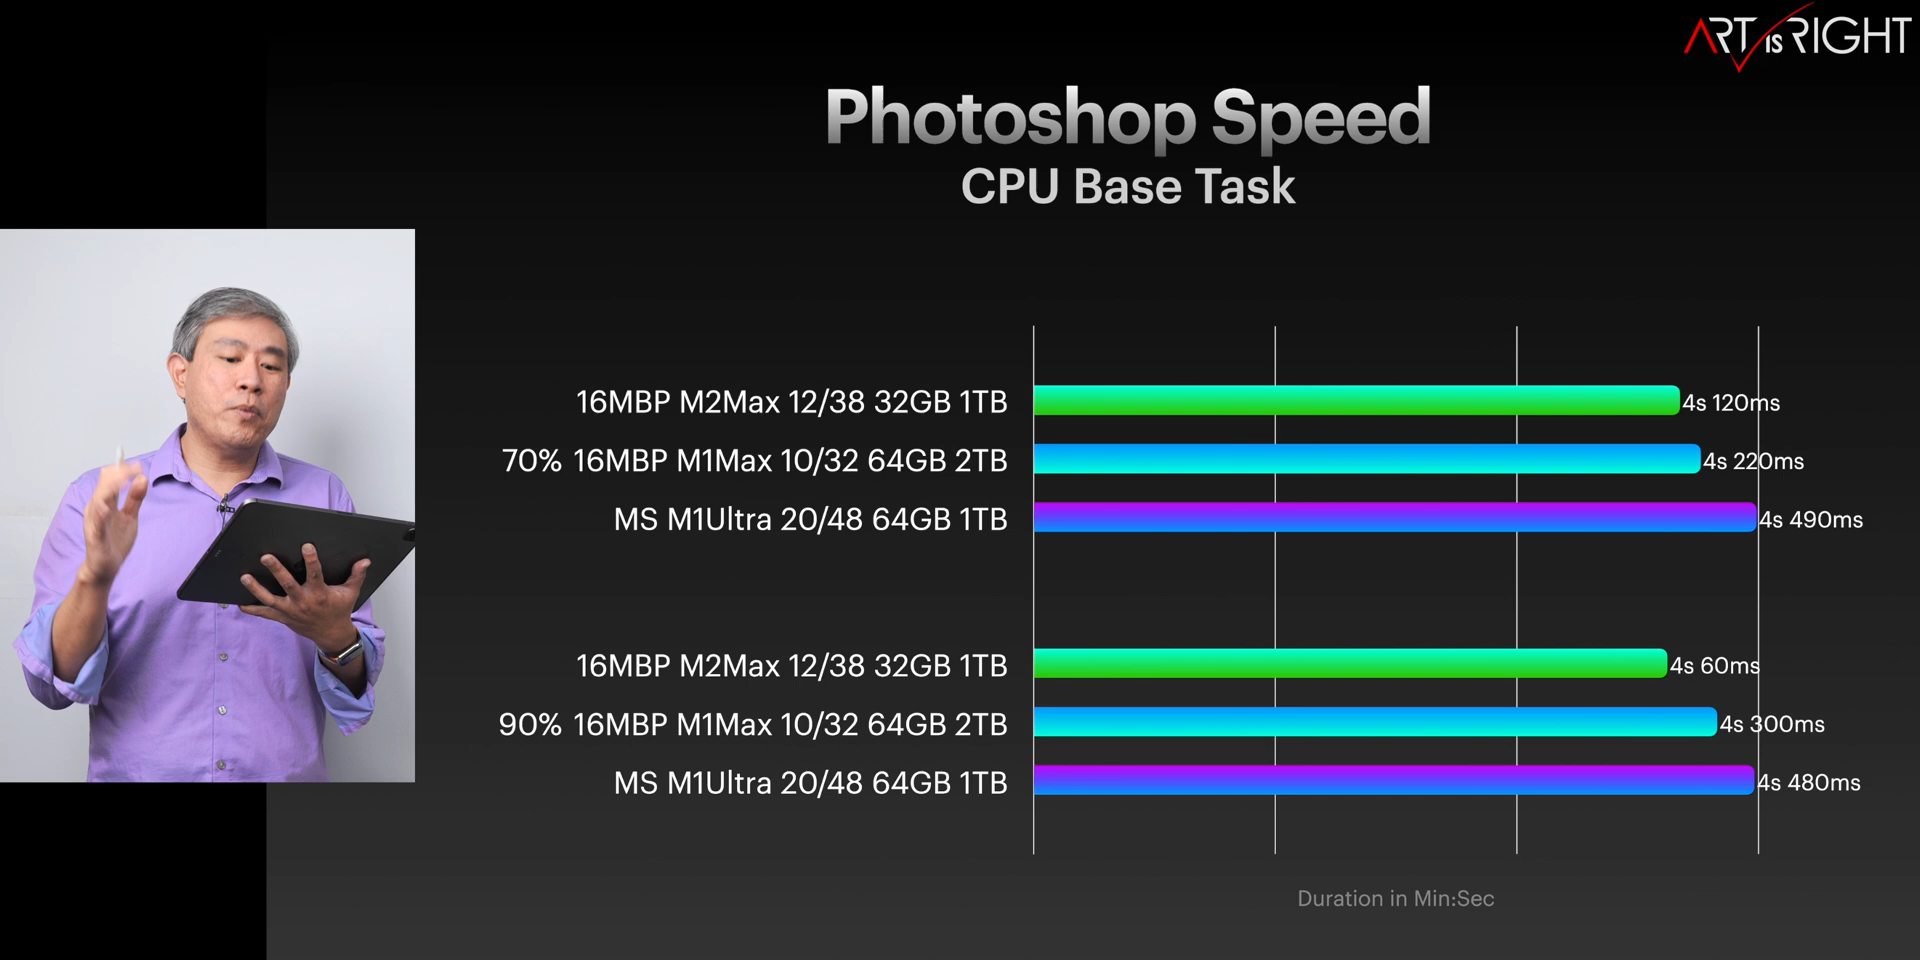 ART IS RIGHT
Photoshop Speed
CPU Base Task
16MBP M2Max 12/38 32GB 1TB 4s 120ms
70% 16MBP M1Max 10/32 64GB 2TB 4s 220ms
MS M1Ultra 20/48 64GB 1TB 4s 490ms
16MBP M2Max 12/38 32GB 1TB 4s 60ms
90% 16MBP M1Max 10/32 64GB 2TB 4s 300ms
MS M1Ultra 20/48 64GB 1TB 4s 480ms
Duration in Min:Sec